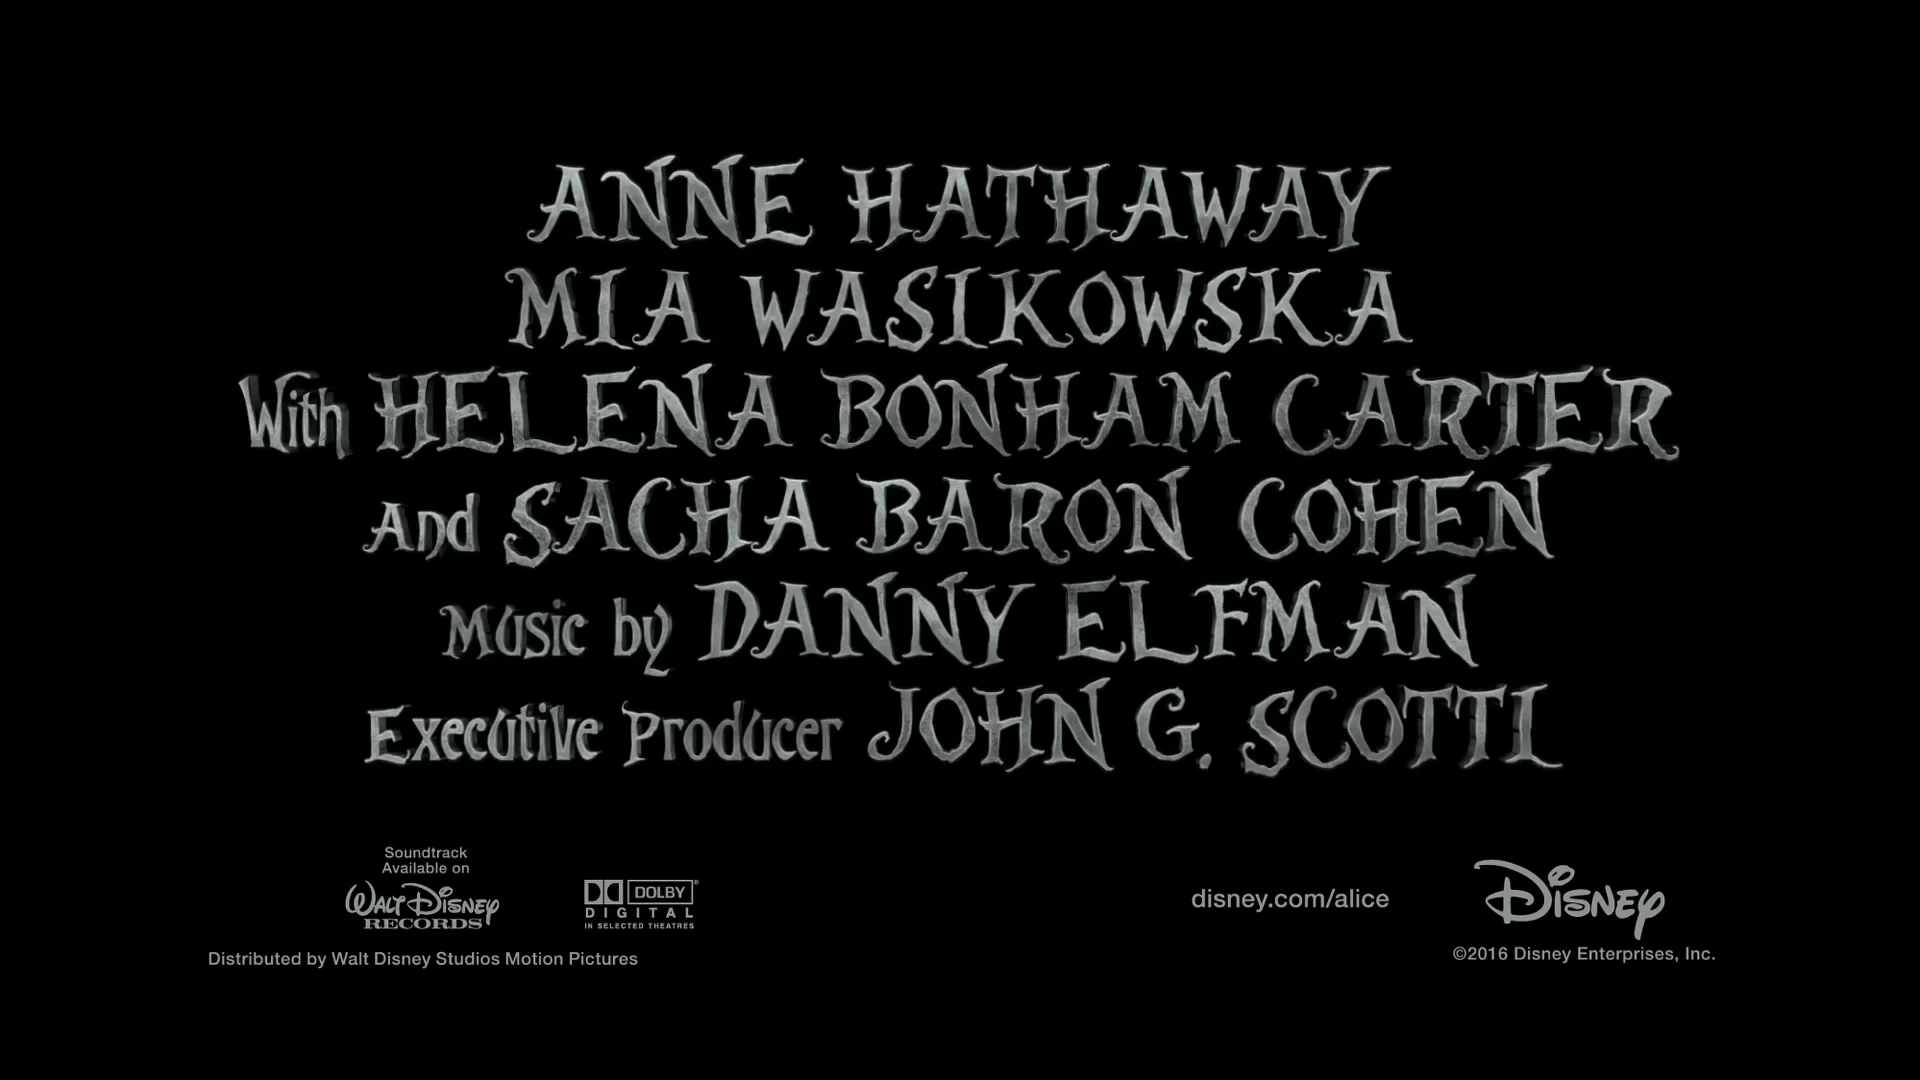 ANNE HATHAWAY
MIA WASIKOWSKA
With HELENA BONHAM CARTER
And SACHA BARON COHEN
Music by DANNY ELFMAN
Executive Producer JOHN G. SCOTTI
Soundtrack
Available on
WALT DISNEY
RECORDS
DOLBY
DIGITAL
IN SELECTED THEATRES
Distributed by Walt Disney Studios Motion Pictures
disney.com/alice
DISNEY
©2016 Disney Enterprises, Inc.